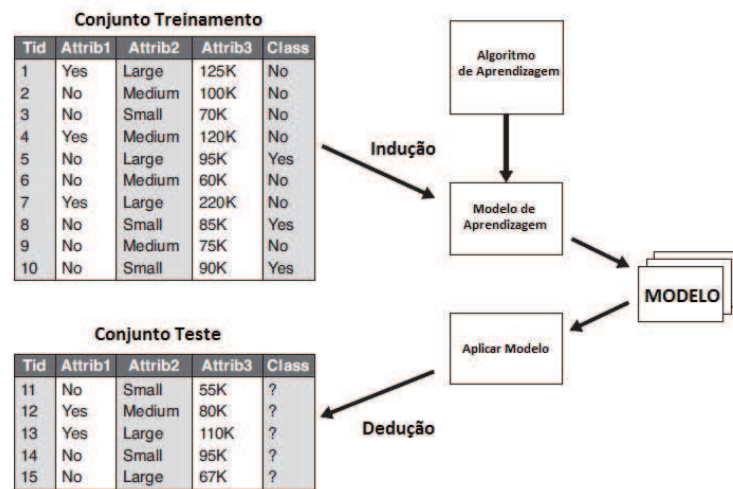 Conjunto Treinamento
Tid Attrib1 Attrib2 Attrib3 Class
1 Yes Large 125K No
2 No Medium 100K No
3 No Small 70K No
4 Yes Medium 120K No
5 No Large 95K Yes
6 No Medium 60K No
7 Yes Large 220K No
8 No Small 85K Yes
9 No Medium 75K No
10 No Small 90K Yes
Algoritmo
de Aprendizagem
Indução
Modelo de
Aprendizagem
MODELO
Aplicar Modelo
Dedução
Conjunto Teste
Tid Attrib1 Attrib2 Attrib3 Class
11 No Small 55K ?
12 Yes Medium 80K ?
13 Yes Large 110K ?
14 No Small 95K ?
15 No Large 67K ?